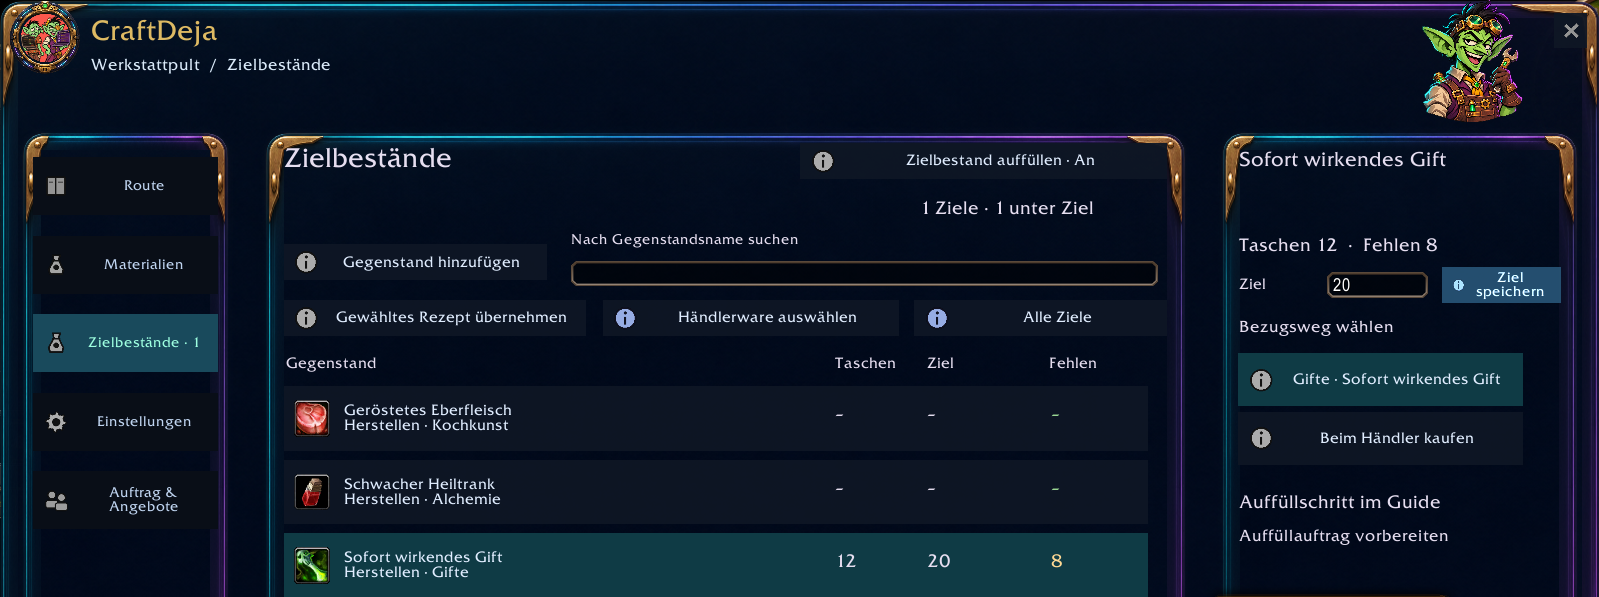 CraftDeja
Werkstattpult / Zielbestände
Route
Materialien
Zielbestände · 1
Einstellungen
Auftrag &
Angebote
Zielbestände
Zielbestand auffüllen · An
1 Ziele · 1 unter Ziel
Gegenstand hinzufügen
Nach Gegenstandsname suchen
Gewähltes Rezept übernehmen
Händlerware auswählen
Alle Ziele
Gegenstand Taschen Ziel Fehlen
Geröstetes Eberfleisch
Herstellen · Kochkunst
- - -
Schwacher Heiltrank
Herstellen · Alchemie
- - -
Sofort wirkendes Gift
Herstellen · Gifte
12 20 8
Sofort wirkendes Gift
Taschen 12 · Fehlen 8
Ziel 20
Ziel
speichern
Bezugsweg wählen
Gifte · Sofort wirkendes Gift
Beim Händler kaufen
Auffüllschritt im Guide
Auffüllauftrag vorbereiten